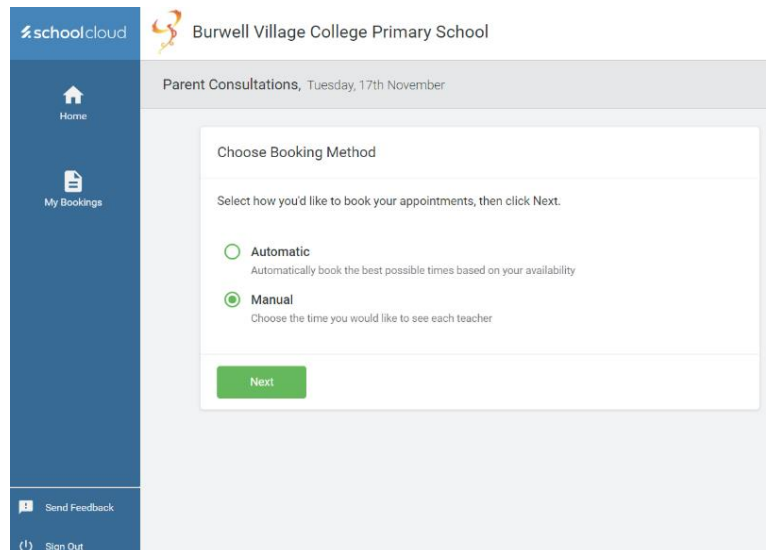 schoolcloud
Burwell Village College Primary School
Parent Consultations, Tuesday, 17th November
Home
My Bookings
Choose Booking Method
Select how you'd like to book your appointments, then click Next.
Automatic
Automatically book the best possible times based on your availability
Manual
Choose the time you would like to see each teacher
Next
Send Feedback
Sign Out